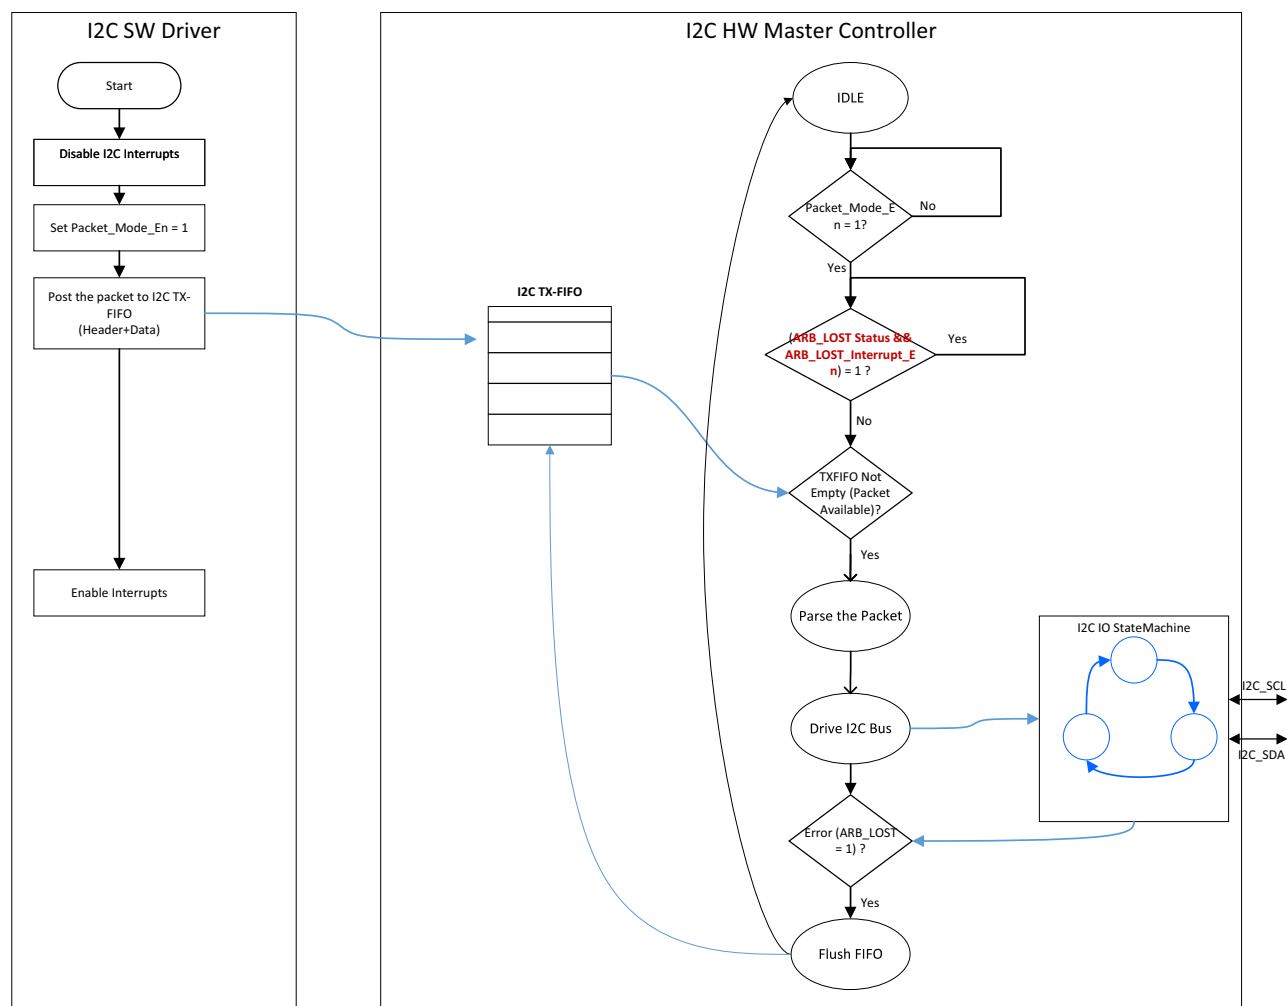 I2C SW Driver
Start
Disable I2C Interrupts
Set Packet_Mode_En = 1
Post the packet to I2C TX-
FIFO
(Header+Data)
Enable Interrupts
I2C HW Master Controller
IDLE
Packet_Mode_E
n = 1?
No
Yes
I2C TX-FIFO
(ARB_LOST Status &&
ARB_LOST_Interrupt_E
n) = 1 ?
Yes
No
TXFIFO Not
Empty (Packet
Available)?
Yes
Parse the Packet
Drive I2C Bus
I2C IO StateMachine
I2C_SCL
I2C_SDA
Error (ARB_LOST
= 1) ?
Yes
Flush FIFO